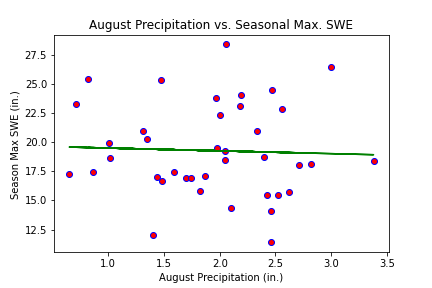 August Precipitation vs. Seasonal Max. SWE
Season Max SWE (in.)
27.5
25.0
22.5
20.0
17.5
15.0
12.5
1.0 1.5 2.0 2.5 3.0 3.5
August Precipitation (in.)